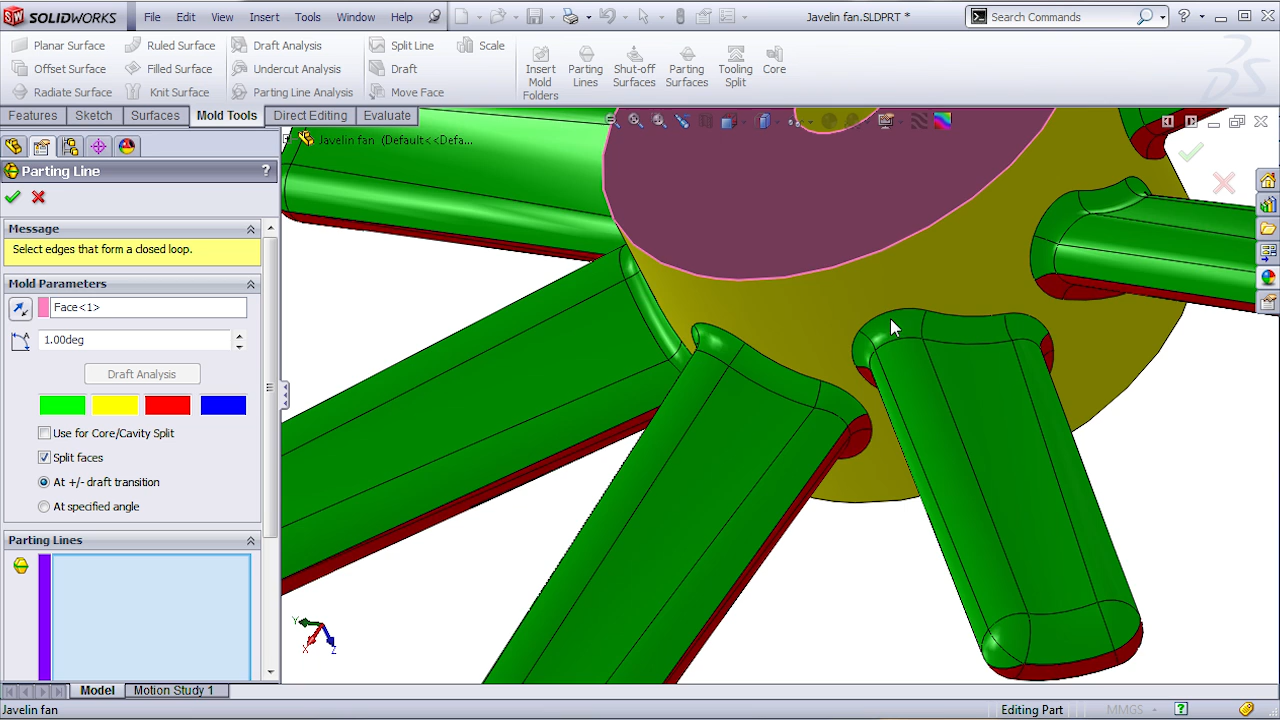 SOLIDWORKS File Edit View Insert Tools Window Help Javelin fan.SLDPRT * Search Commands ?
Planar Surface Ruled Surface Draft Analysis Split Line Scale
Offset Surface Filled Surface Undercut Analysis Draft
Radiate Surface Knit Surface Parting Line Analysis Move Face
Insert Mold Folders
Parting Lines
Shut-off Surfaces
Parting Surfaces
Tooling Split
Core
Features Sketch Surfaces Mold Tools Direct Editing Evaluate
Javelin fan (Default<<Defa...
Parting Line ?
Message
Select edges that form a closed loop.
Mold Parameters
Face<1>
1.00deg
Draft Analysis
Use for Core/Cavity Split
Split faces
At +/- draft transition
At specified angle
Parting Lines
Y
X
Z
Model Motion Study 1
Javelin fan Editing Part MMGS ?